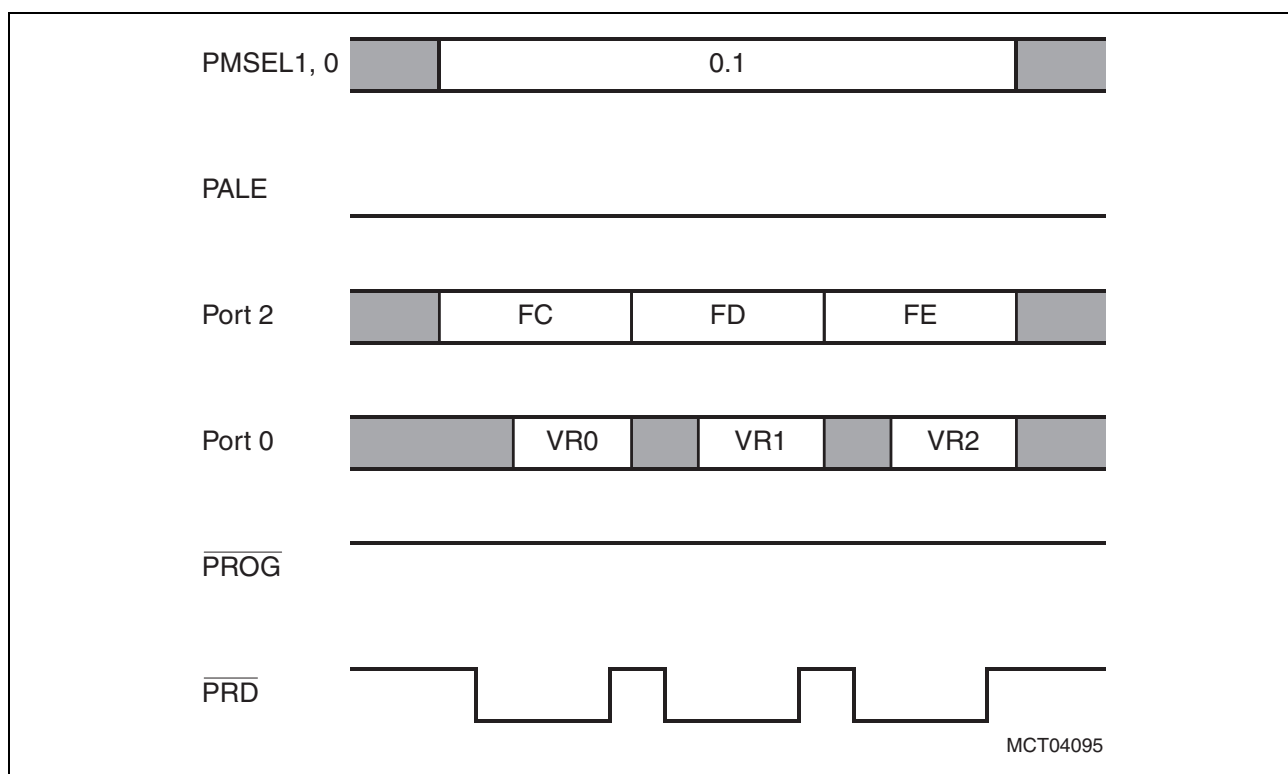 PMSEL1, 0
0.1
PALE
Port 2
FC
FD
FE
Port 0
VR0
VR1
VR2
PROG
PRD
MCT04095